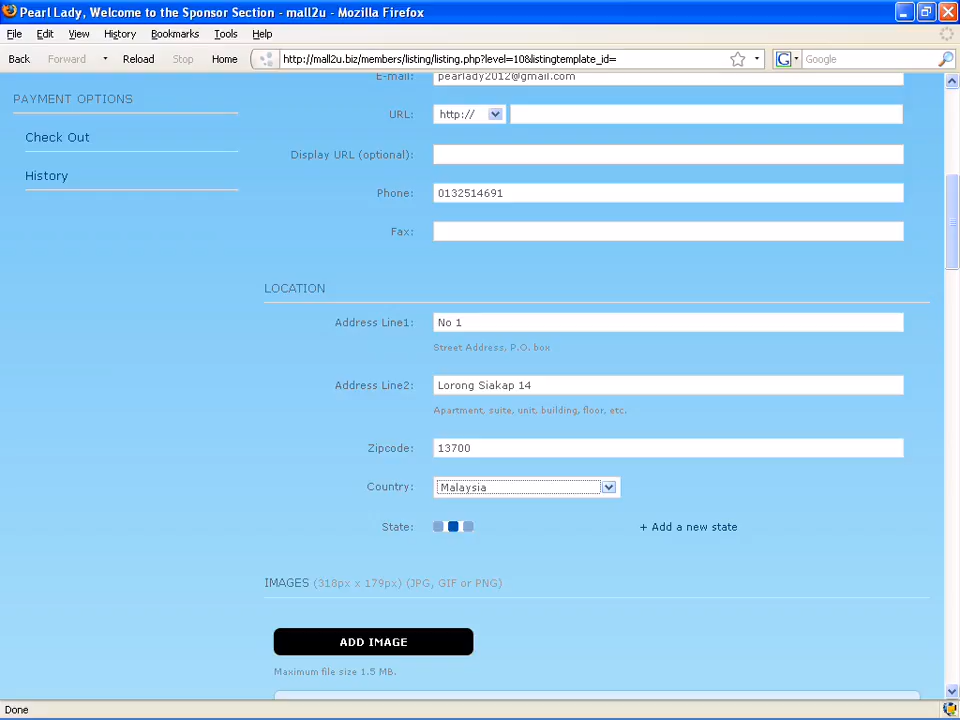 Pearl Lady, Welcome to the Sponsor Section - mall2u - Mozilla Firefox
File Edit View History Bookmarks Tools Help
Back Forward Reload Stop Home http://mall2u.biz/members/listing/listing.php?level=10&listingtemplate_id= G Google
E-mail: pearlady2012@gmail.com
PAYMENT OPTIONS
URL: http://
Check Out
Display URL (optional):
History
Phone: 0132514691
Fax:
LOCATION
Address Line1: No 1
Street Address, P.O. box
Address Line2: Lorong Siakap 14
Apartment, suite, unit, building, floor, etc.
Zipcode: 13700
Country: Malaysia
State: + Add a new state
IMAGES (318px x 179px) (JPG, GIF or PNG)
ADD IMAGE
Maximum file size 1.5 MB.
Done